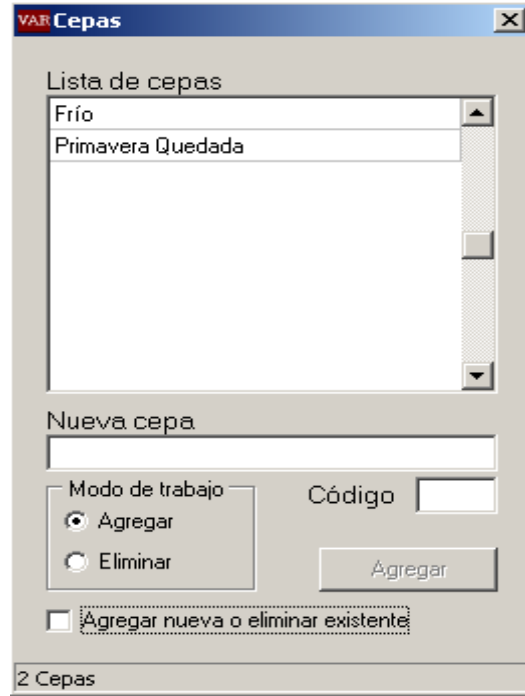 VAR Cepas
Lista de cepas
Frío
Primavera Quedada
Nueva cepa
Modo de trabajo
Código
Agregar
Eliminar
Agregar
Agregar nueva o eliminar existente
2 Cepas